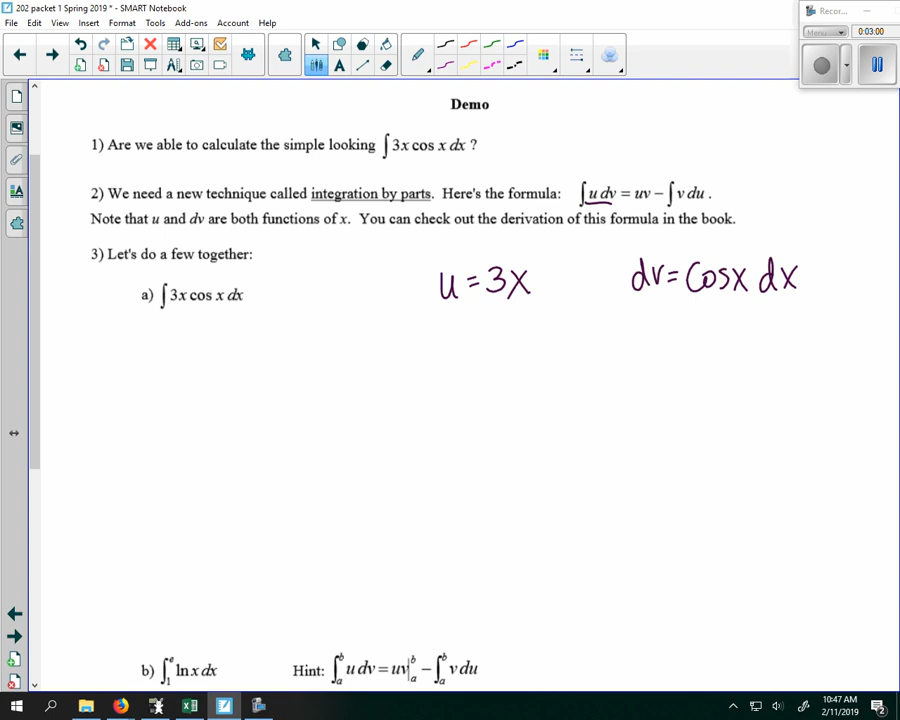 202 packet 1 Spring 2019 * - SMART Notebook
File Edit View Insert Format Tools Add-ons Account Help
Recor...
Menu
0:03:00
Demo
1) Are we able to calculate the simple looking ∫ 3x cos x dx ?
2) We need a new technique called integration by parts. Here's the formula: ∫ u dv = uv − ∫ v du .
Note that u and dv are both functions of x. You can check out the derivation of this formula in the book.
3) Let's do a few together:
a) ∫ 3x cos x dx u = 3x dv = cosx dx
b) ∫₁ᵉ ln x dx Hint: ∫ₐᵇ u dv = uv|ₐᵇ − ∫ₐᵇ v du
10:47 AM
2/11/2019
2